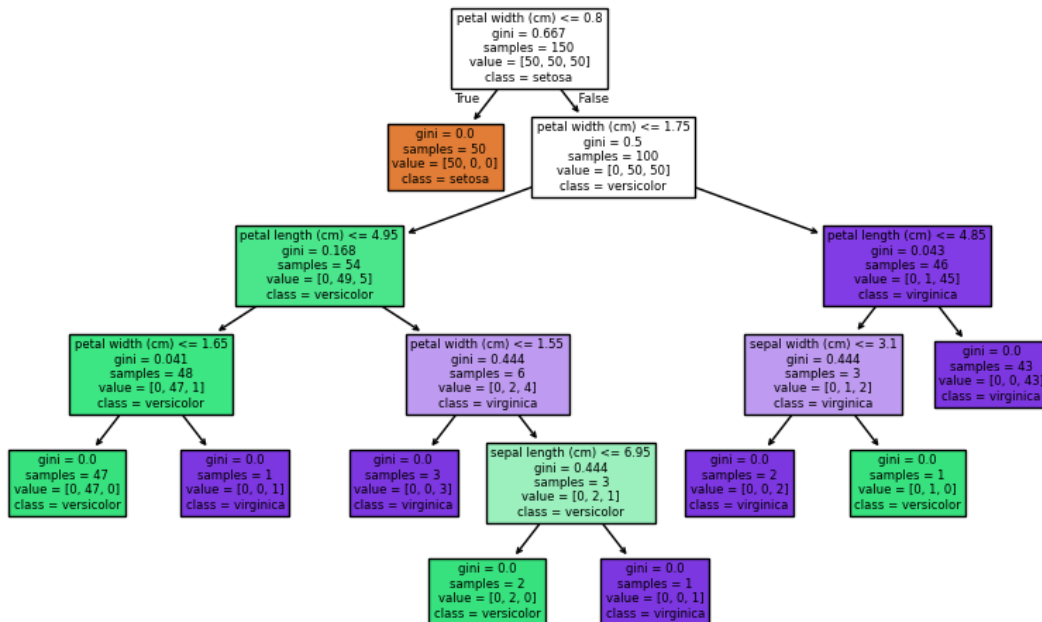 petal width (cm) <= 0.8
gini = 0.667
samples = 150
value = [50, 50, 50]
class = setosa
True
False
gini = 0.0
samples = 50
value = [50, 0, 0]
class = setosa
petal width (cm) <= 1.75
gini = 0.5
samples = 100
value = [0, 50, 50]
class = versicolor
petal length (cm) <= 4.95
gini = 0.168
samples = 54
value = [0, 49, 5]
class = versicolor
petal length (cm) <= 4.85
gini = 0.043
samples = 46
value = [0, 1, 45]
class = virginica
petal width (cm) <= 1.65
gini = 0.041
samples = 48
value = [0, 47, 1]
class = versicolor
petal width (cm) <= 1.55
gini = 0.444
samples = 6
value = [0, 2, 4]
class = virginica
sepal width (cm) <= 3.1
gini = 0.444
samples = 3
value = [0, 1, 2]
class = virginica
gini = 0.0
samples = 43
value = [0, 0, 43]
class = virginica
gini = 0.0
samples = 47
value = [0, 47, 0]
class = versicolor
gini = 0.0
samples = 1
value = [0, 0, 1]
class = virginica
gini = 0.0
samples = 3
value = [0, 0, 3]
class = virginica
sepal length (cm) <= 6.95
gini = 0.444
samples = 3
value = [0, 2, 1]
class = versicolor
gini = 0.0
samples = 2
value = [0, 0, 2]
class = virginica
gini = 0.0
samples = 1
value = [0, 1, 0]
class = versicolor
gini = 0.0
samples = 2
value = [0, 2, 0]
class = versicolor
gini = 0.0
samples = 1
value = [0, 0, 1]
class = virginica